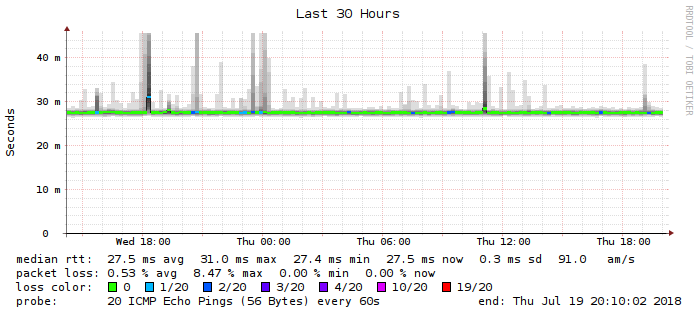 Last 30 Hours
RRDTOOL / TOBI OETIKER
Seconds
40 m
30 m
20 m
10 m
0
Wed 18:00 Thu 00:00 Thu 06:00 Thu 12:00 Thu 18:00
median rtt: 27.5 ms avg 31.0 ms max 27.4 ms min 27.5 ms now 0.3 ms sd 91.0 am/s
packet loss: 0.53 % avg 8.47 % max 0.00 % min 0.00 % now
loss color: 0 1/20 2/20 3/20 4/20 10/20 19/20
probe: 20 ICMP Echo Pings (56 Bytes) every 60s end: Thu Jul 19 20:10:02 2018